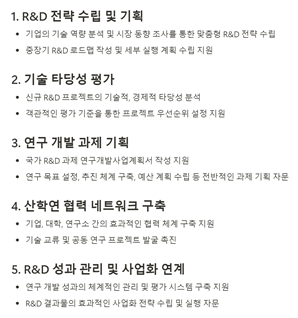 1. R&D 전략 수립 및 기획
• 기업의 기술 역량 분석 및 시장 동향 조사를 통한 맞춤형 R&D 전략 수립
• 중장기 R&D 로드맵 작성 및 세부 실행 계획 수립 지원
2. 기술 타당성 평가
• 신규 R&D 프로젝트의 기술적, 경제적 타당성 분석
• 객관적인 평가 기준을 통한 프로젝트 우선순위 설정 지원
3. 연구 개발 과제 기획
• 국가 R&D 과제 연구개발사업계획서 작성 지원
• 연구 목표 설정, 추진 체계 구축, 예산 계획 수립 등 전반적인 과제 기획 자문
4. 산학연 협력 네트워크 구축
• 기업, 대학, 연구소 간의 효과적인 협력 체계 구축 지원
• 기술 교류 및 공동 연구 프로젝트 발굴 촉진
5. R&D 성과 관리 및 사업화 연계
• 연구 개발 성과의 체계적인 관리 및 평가 시스템 구축 지원
• R&D 결과물의 효과적인 사업화 전략 수립 및 실행 자문